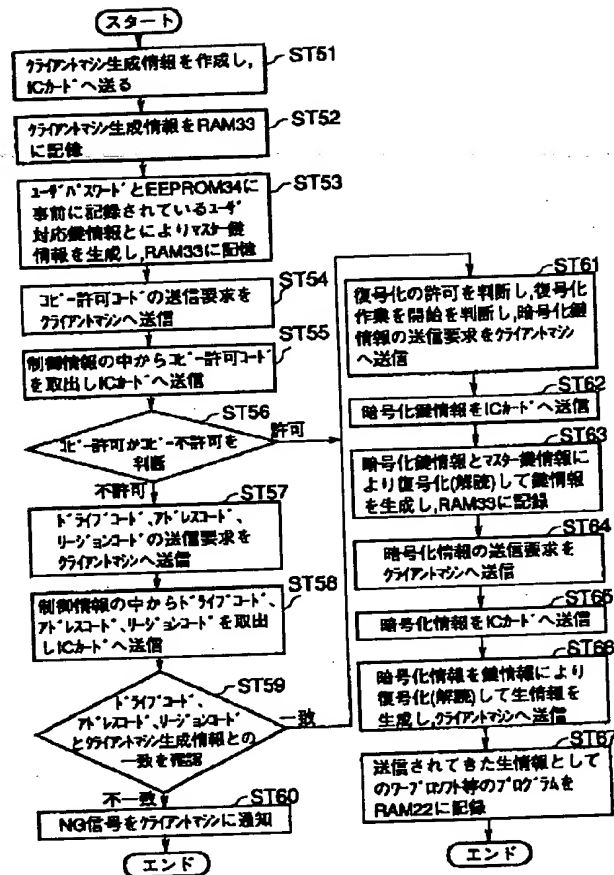 スタート
ST51
クライアントマシン生成情報を作成し,
ICカードへ送る
ST52
クライアントマシン生成情報をRAM33
に記憶
ST53
ユーザパスワードとEEPROM34に
事前に記録されているユーザ
対応鍵情報とによりマスター鍵
情報を生成し,RAM33に記憶
ST54
コピー許可コードの送信要求を
クライアントマシンへ送信
ST55
制御情報の中からコピー許可コード
を取出しICカードへ送信
ST56
コピー許可かコピー不許可を
判断
許可
不許可
ST57
ドライブコード、アドレスコード、
リージョンコードの送信要求を
クライアントマシンへ送信
ST58
制御情報の中からドライブコード、
アドレスコード、リージョンコードを取出
しICカードへ送信
ST59
ドライブコード、
アドレスコード、リージョンコード
とクライアントマシン生成情報との
一致を確認
一致
不一致
ST60
NG信号をクライアントマシンに通知
エンド
ST61
復号化の許可を判断し,復号化
作業を開始を判断し,暗号化鍵
情報の送信要求をクライアントマシン
へ送信
ST62
暗号化鍵情報をICカードへ送信
ST63
暗号化鍵情報とマスター鍵情報に
より復号化(解読)して鍵情報
を生成し,RAM33に記録
ST64
暗号化情報の送信要求を
クライアントマシンへ送信
ST65
暗号化情報をICカードへ送信
ST66
暗号化情報を鍵情報により
復号化(解読)して生情報を
生成し,クライアントマシンへ送信
ST67
送信されてきた生情報として
のワープロソフト等のプログラムを
RAM22に記録
エンド